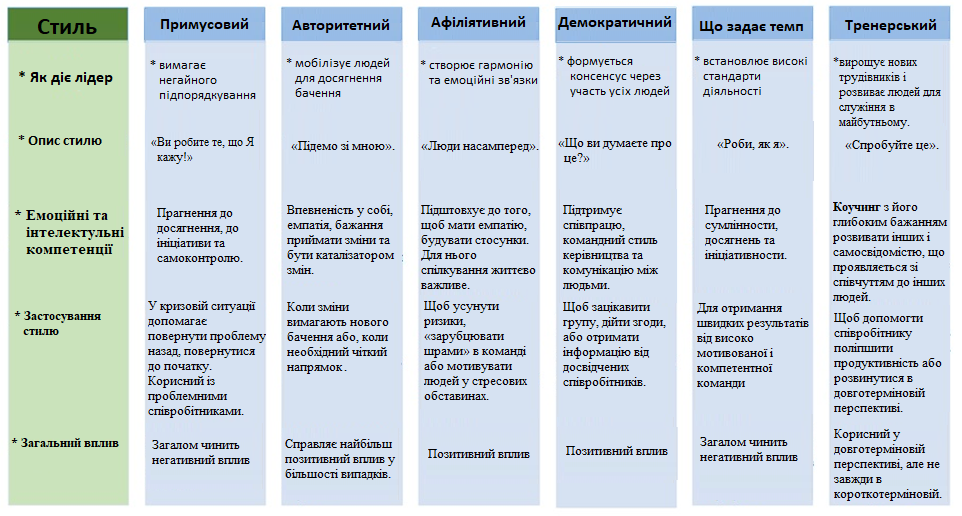 Стиль
Примусовий
Авторитетний
Афіліятивний
Демократичний
Що задає темп
Тренерський
* Як діє лідер
* вимагає
негайного
підпорядкування
* мобілізує людей
для досягнення
бачення
* створює гармонію
та емоційні зв'язки
* формується
консенсус через
участь усіх людей
* встановлює високі
стандарти
діяльності
*вирощує нових
трудівників і
розвиває людей для
служіння в
майбутньому.
* Опис стилю
«Ви робите те, що Я
кажу!»
«Підемо зі мною».
«Люди насамперед».
«Що ви думаєте про
це?»
«Роби, як я».
«Спробуйте це».
* Емоційні та
інтелектульні
компетенції
Прагнення до
досягнення, до
ініціативи та
самоконтролю.
Впевненість у собі,
емпатія, бажання
приймати зміни та
бути каталізатором
змін.
Підштовхує до того,
щоб мати емпатію,
будувати стосунки.
Для нього
спілкування життєво
важливе.
Підтримує
співпрацю,
командний стиль
керівництва та
комунікацію між
людьми.
Прагнення до
сумлінности,
досягнень та
ініціативности.
Коучинг з його
глибоким бажанням
розвивати інших і
самосвідомістю, що
проявляється зі
співчуттям до інших
людей.
* Застосування
стилю
У кризовій ситуації
допомагає
повернути проблему
назад, повернутися
до початку.
Корисний із
проблемними
співробітниками.
Коли зміни
вимагають нового
бачення або, коли
необхідний чіткий
напрямок .
Щоб усунути
ризики,
«зарубцювати
шрами» в команді
або мотивувати
людей у стресових
обставинах.
Щоб зацікавити
групу, дійти згоди,
або отримати
інформацію від
досвідчених
співробітників.
Для отримання
швидких результатів
від високо
мотивованої і
компетентної
команди
Щоб допомогти
співробітнику
поліпшити
продуктивність або
розвинутися в
довготерміновій
перспективі.
* Загальний вплив
Загалом чинить
негативний вплив
Справляє найбільш
позитивний вплив у
більшості випадків.
Позитивний вплив
Позитивний вплив
Загалом чинить
негативний вплив
Корисний у
довготерміновій
перспективі, але не
завжди в
короткотерміновій.